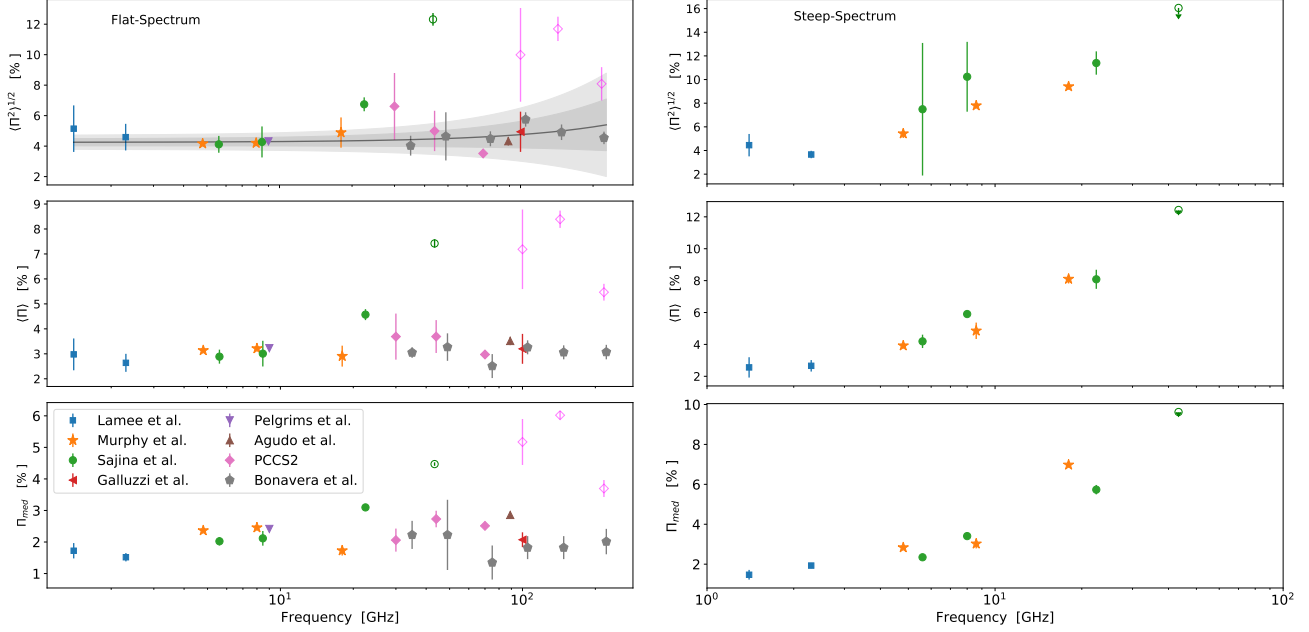 Flat-Spectrum
⟨Π²⟩¹ᐟ² [% ]
12
10
8
6
4
2
Steep-Spectrum
⟨Π²⟩¹ᐟ² [% ]
16
14
12
10
8
6
4
2
⟨Π⟩ [% ]
9
8
7
6
5
4
3
2
⟨Π⟩ [% ]
12
10
8
6
4
2
Π_med [% ]
6
5
4
3
2
1
Lamee et al.
Murphy et al.
Sajina et al.
Galluzzi et al.
Pelgrims et al.
Agudo et al.
PCCS2
Bonavera et al.
10¹ 10²
Frequency [GHz]
Π_med [% ]
10
8
6
4
2
10⁰ 10¹ 10²
Frequency [GHz]